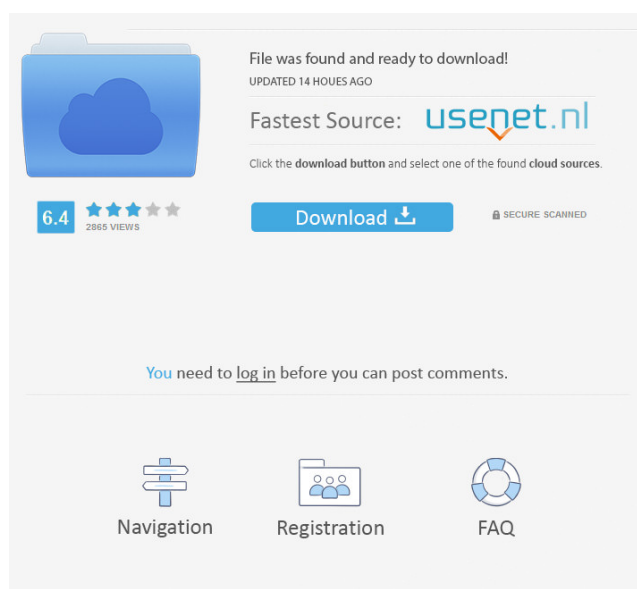 File was found and ready to download!
UPDATED 14 HOUES AGO
Fastest Source: usenet.nl
Click the download button and select one of the found cloud sources.
6.4
2865 VIEWS
Download
SECURE SCANNED
You need to log in before you can post comments.
Navigation
Registration
FAQ